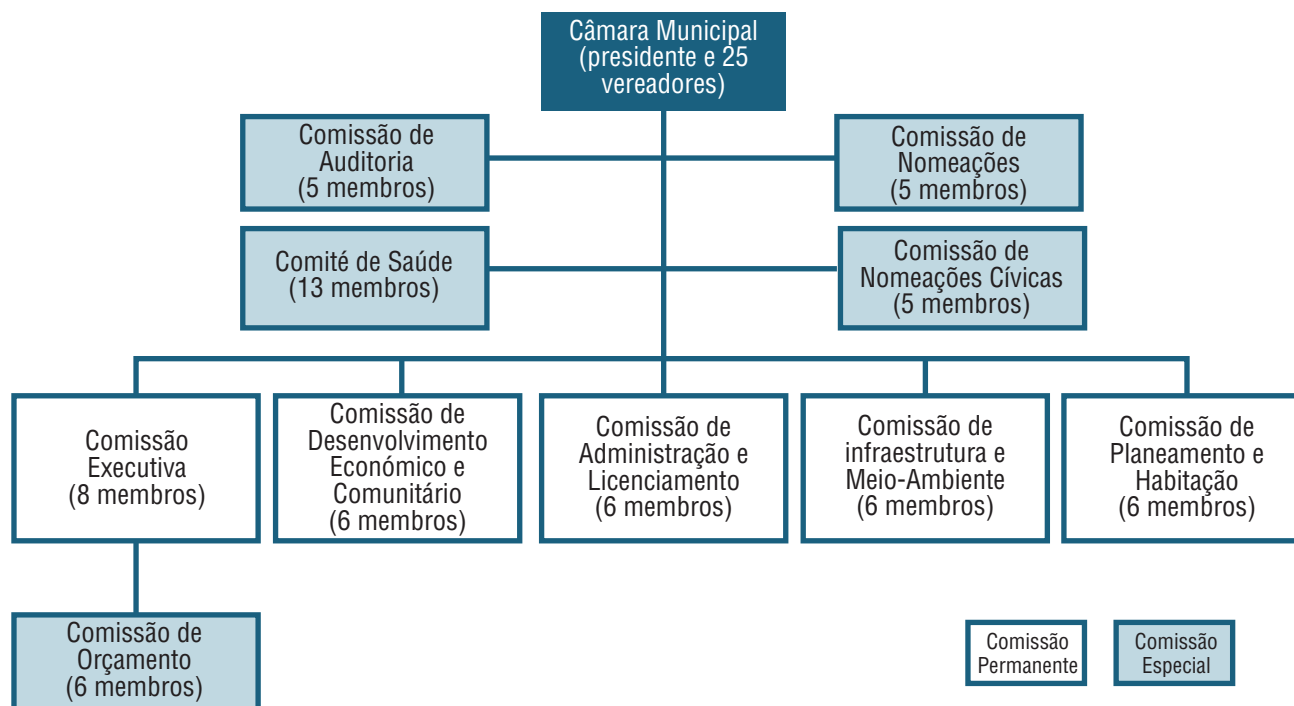 Câmara Municipal
(presidente e 25
vereadores)
Comissão de
Auditoria
(5 membros)
Comissão de
Nomeações
(5 membros)
Comité de Saúde
(13 membros)
Comissão de
Nomeações Cívicas
(5 membros)
Comissão
Executiva
(8 membros)
Comissão de
Desenvolvimento
Económico e
Comunitário
(6 membros)
Comissão de
Administração e
Licenciamento
(6 membros)
Comissão de
infraestrutura e
Meio-Ambiente
(6 membros)
Comissão de
Planeamento e
Habitação
(6 membros)
Comissão de
Orçamento
(6 membros)
Comissão
Permanente
Comissão
Especial